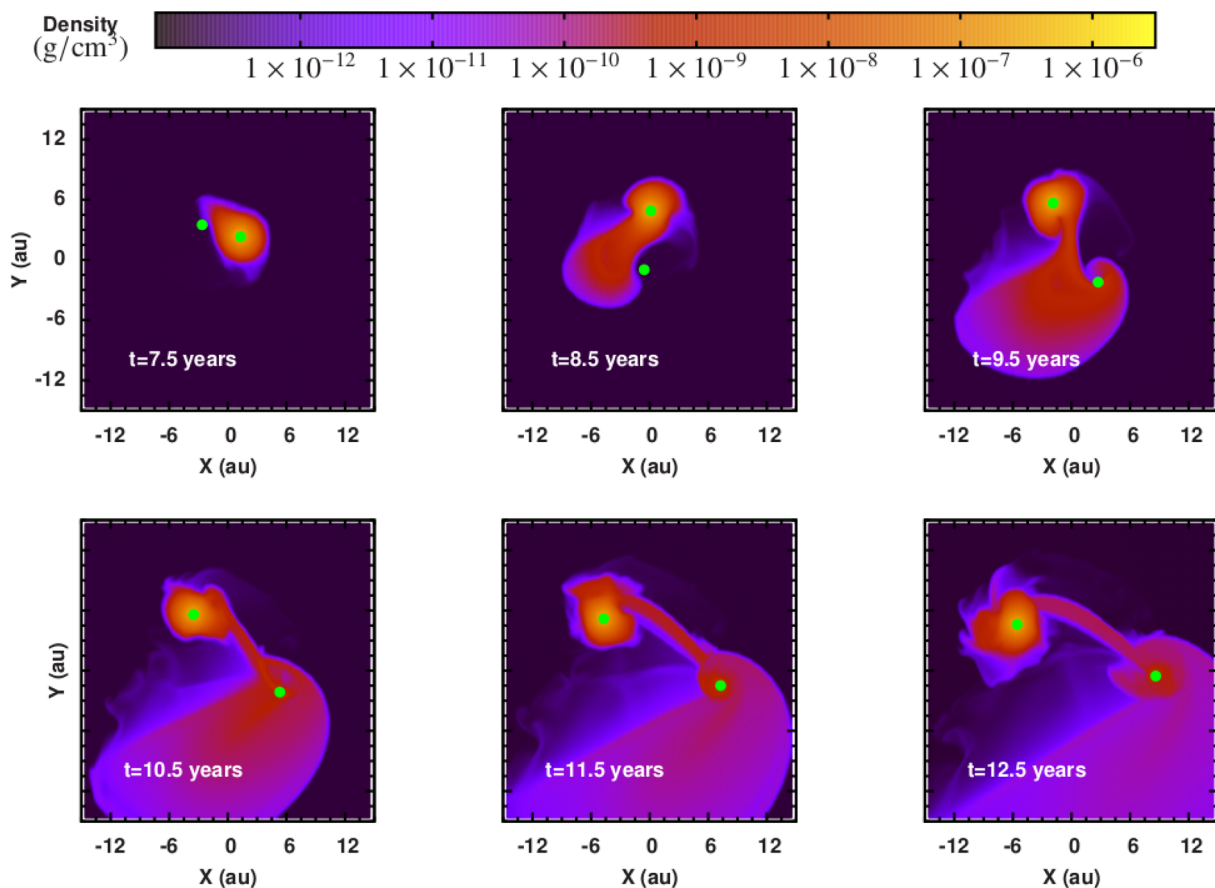 Density
(g/cm³)
1 × 10⁻¹² 1 × 10⁻¹¹ 1 × 10⁻¹⁰ 1 × 10⁻⁹ 1 × 10⁻⁸ 1 × 10⁻⁷ 1 × 10⁻⁶
12
6
0
-6
-12
Y (au)
t=7.5 years
-12 -6 0 6 12
X (au)
t=8.5 years
-12 -6 0 6 12
X (au)
t=9.5 years
-12 -6 0 6 12
X (au)
Y (au)
t=10.5 years
-12 -6 0 6 12
X (au)
t=11.5 years
-12 -6 0 6 12
X (au)
t=12.5 years
-12 -6 0 6 12
X (au)